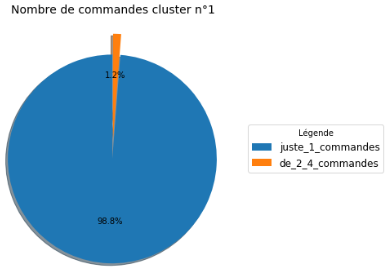 Nombre de commandes cluster n°1
1.2%
Légende
juste_1_commandes
de_2_4_commandes
98.8%